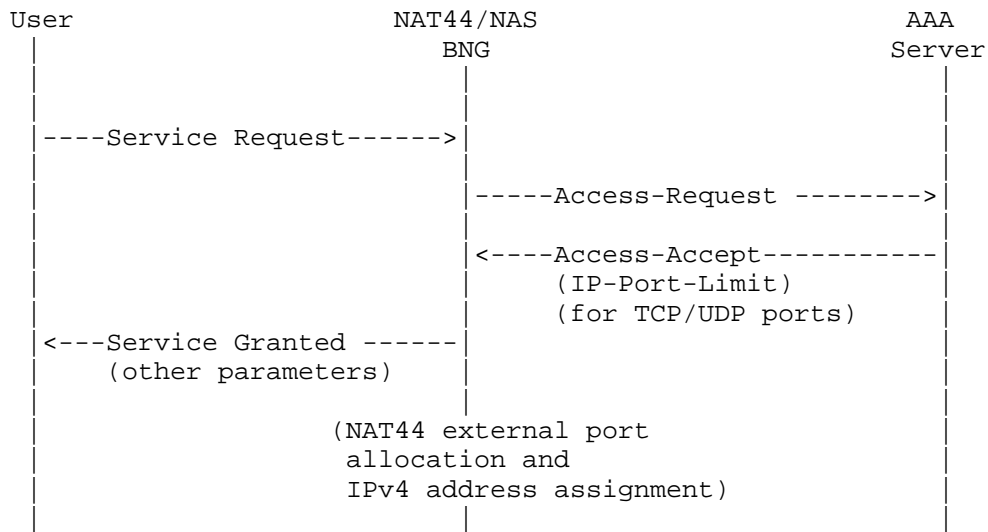 User NAT44/NAS AAA
BNG Server
----Service Request------>
-----Access-Request -------->
<----Access-Accept-----------
(IP-Port-Limit)
(for TCP/UDP ports)
<---Service Granted ------
(other parameters)
(NAT44 external port
allocation and
IPv4 address assignment)